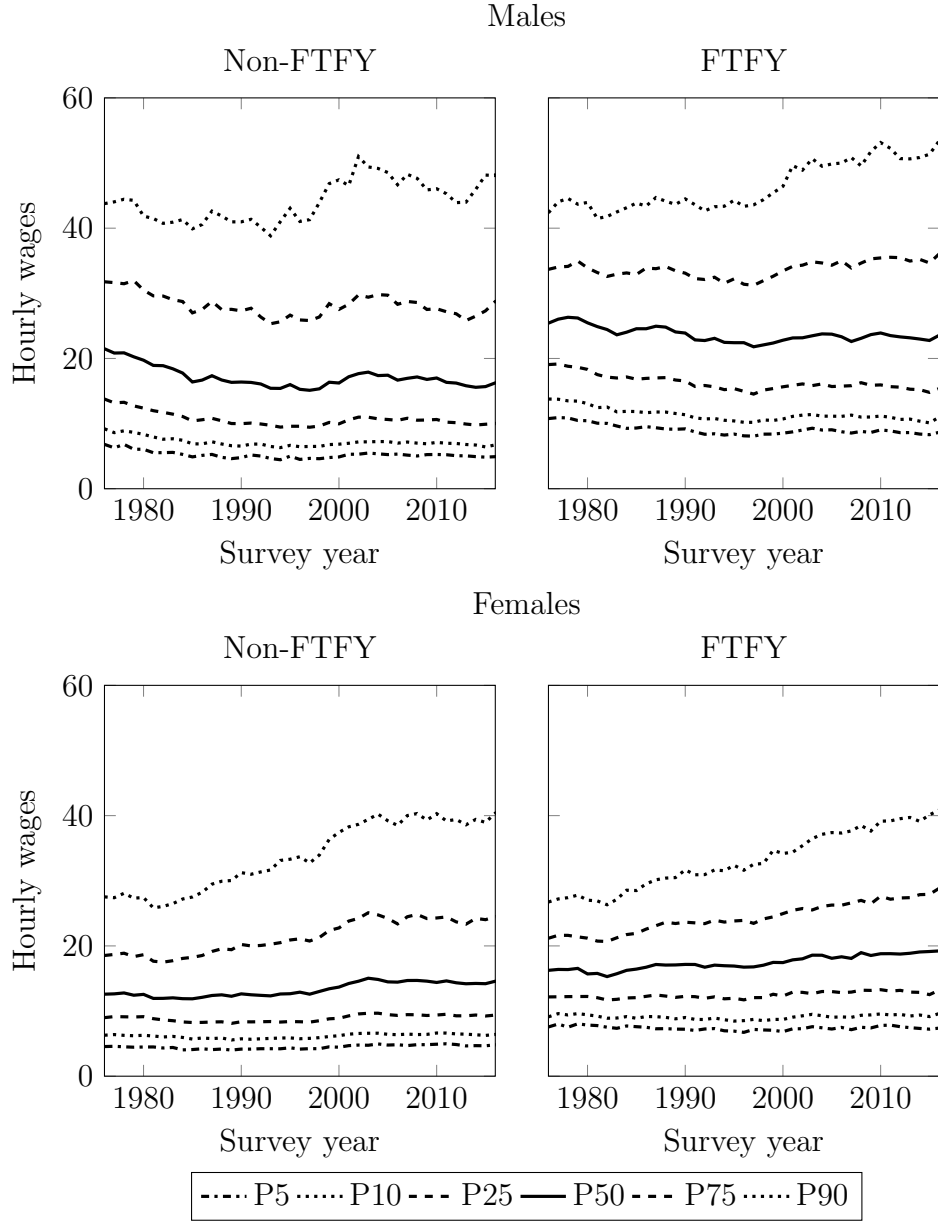 Males
Non-FTFY FTFY
60
40
20
0
Hourly wages
1980 1990 2000 2010 1980 1990 2000 2010
Survey year Survey year
Females
Non-FTFY FTFY
60
40
20
0
Hourly wages
1980 1990 2000 2010 1980 1990 2000 2010
Survey year Survey year
P5 P10 P25 P50 P75 P90